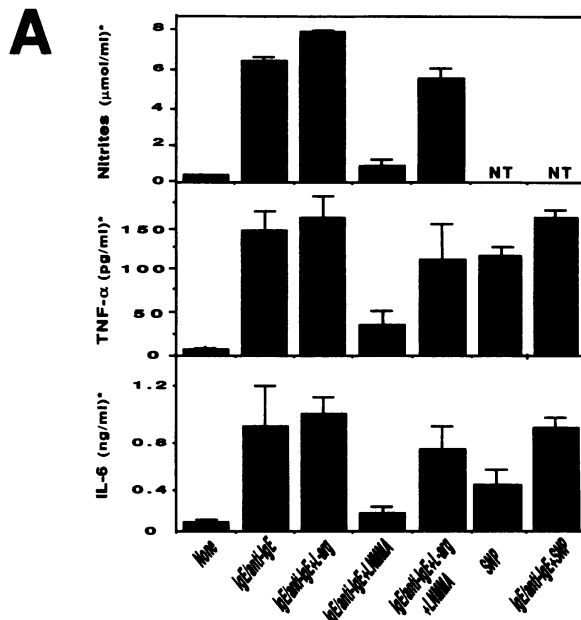 A
Nitrites (µmol/ml)*
8
6
4
2
0
NT NT
TNF-α (pg/ml)*
150
100
50
0
IL-6 (ng/ml)*
1.2
0.8
0.4
0
None
IgE/anti-IgE
IgE/anti-IgE+L-arg
IgE/anti-IgE+LNMMA
IgE/anti-IgE+L-arg
+LNMMA
SNP
IgE/anti-IgE+SNP